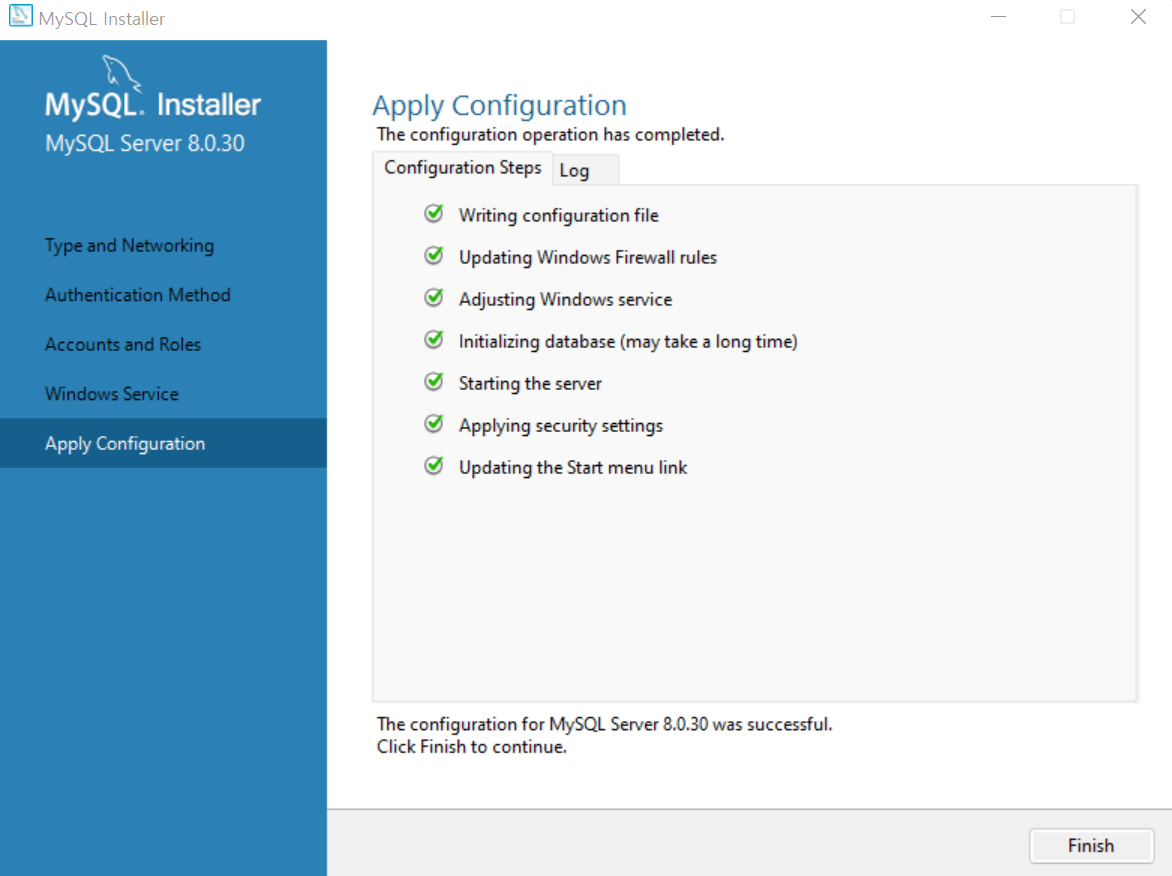 MySQL Installer
MySQL. Installer
MySQL Server 8.0.30
Type and Networking
Authentication Method
Accounts and Roles
Windows Service
Apply Configuration
Apply Configuration
The configuration operation has completed.
Configuration Steps
Log
Writing configuration file
Updating Windows Firewall rules
Adjusting Windows service
Initializing database (may take a long time)
Starting the server
Applying security settings
Updating the Start menu link
The configuration for MySQL Server 8.0.30 was successful.
Click Finish to continue.
Finish